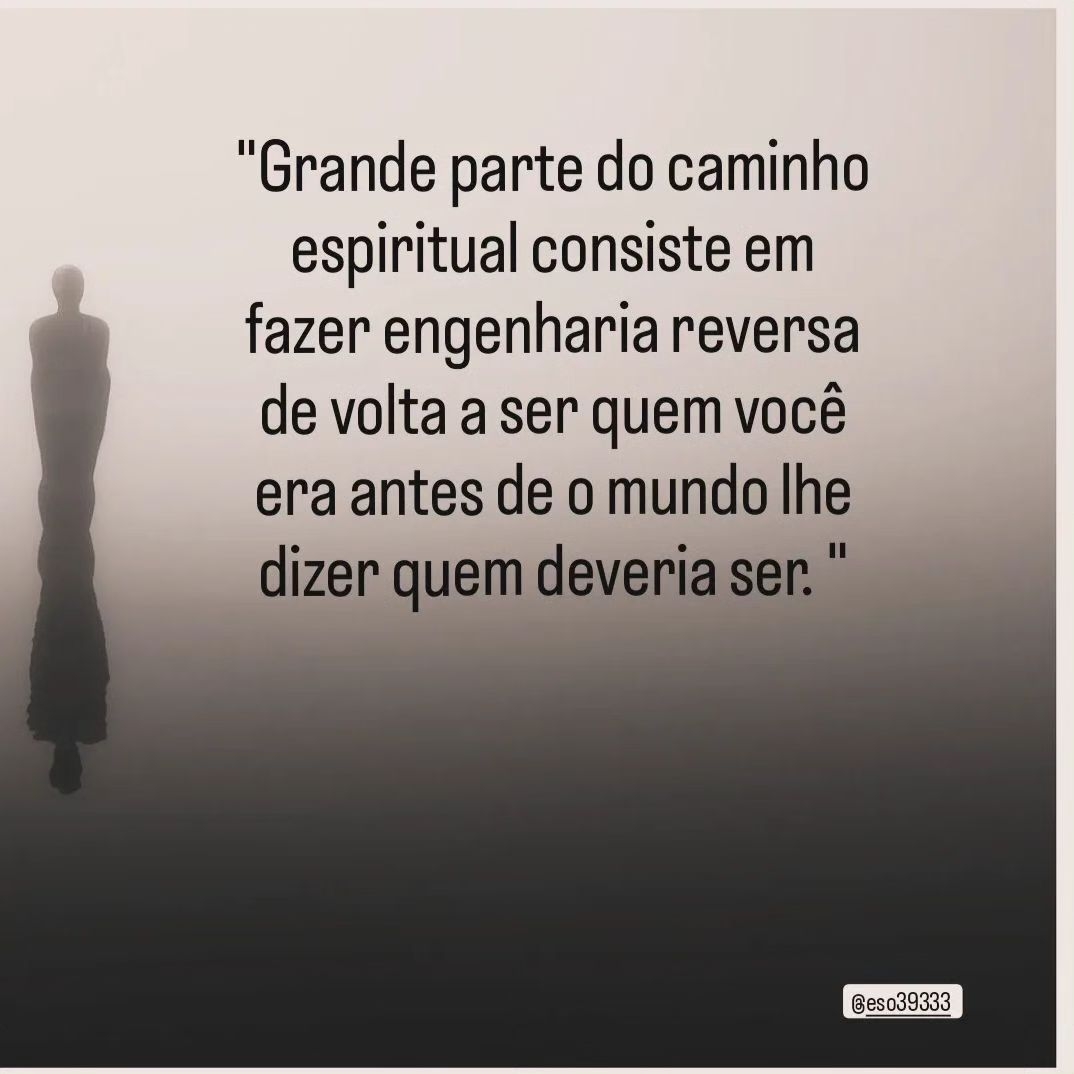 "Grande parte do caminho
espiritual consiste em
fazer engenharia reversa
de volta a ser quem você
era antes de o mundo lhe
dizer quem deveria ser. "
@eso39333